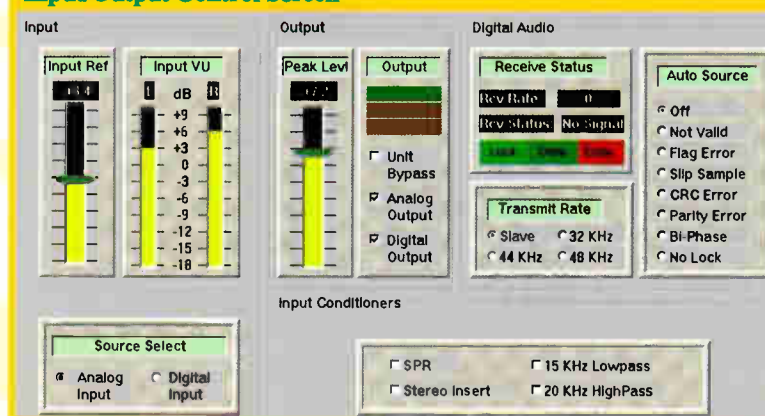 Input Output Control Screen
Input
Output
Digital Audio
Input Ref
Input VU
L
dB
R
+9
+6
+3
0
-3
-6
-9
-12
-15
-18
Peak Levl
Output
Unit
Bypass
Analog
Output
Digital
Output
Receive Status
Rcv Rate 0
Rcv Status No Signal
Lock
Transmit Rate
Slave 32 KHz
44 KHz 48 KHz
Auto Source
Off
Not Valid
Flag Error
Slip Sample
CRC Error
Parity Error
Bi-Phase
No Lock
Source Select
Analog
Input
Digital
Input
Input Conditioners
SPR 15 KHz Lowpass
Stereo Insert 20 KHz HighPass